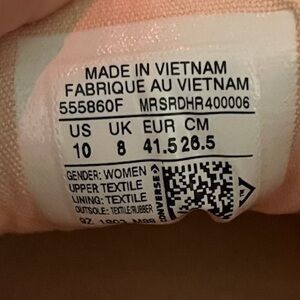 MADE IN VIETNAM
FABRIQUE AU VIETNAM
555860F MRSRDHR400006
US UK EUR CM
10 8 41.5 26.5
GENDER: WOMEN
UPPER TEXTILE
LINING: TEXTILE
OUTSOLE: TEXTILE/RUBBER
CONVERSE